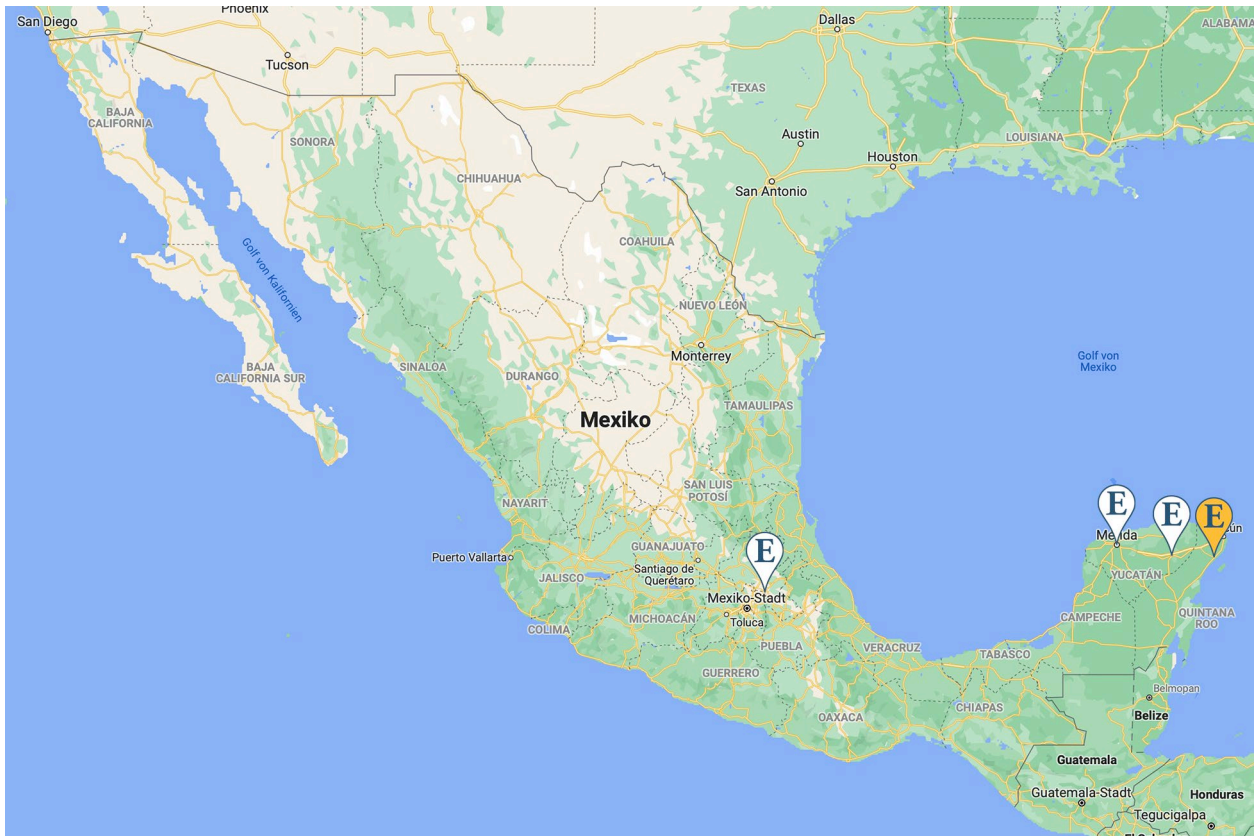 Phoenix
San Diego
Dallas
ALABAMA
Tucson
TEXAS
BAJA
CALIFORNIA
SONORA
Austin
LOUISIANA
Houston
CHIHUAHUA
San Antonio
COAHUILA
Golf von Kalifornien
NUEVO LEÓN
Monterrey
Golf von
Mexiko
BAJA
CALIFORNIA SUR
SINALOA
DURANGO
TAMAULIPAS
Mexiko
SAN LUIS
POTOSÍ
NAYARIT
E
E
E
E
Puerto Vallarta
GUANAJUATO
Santiago de
Querétaro
JALISCO
YUCATÁN
Mexiko-Stadt
Toluca
MICHOACÁN
COLIMA
CAMPECHE
QUINTANA
ROO
PUEBLA
VERACRUZ
TABASCO
GUERRERO
Belmopan
CHIAPAS
OAXACA
Belize
Guatemala
Guatemala-Stadt
Honduras
Tegucigalpa